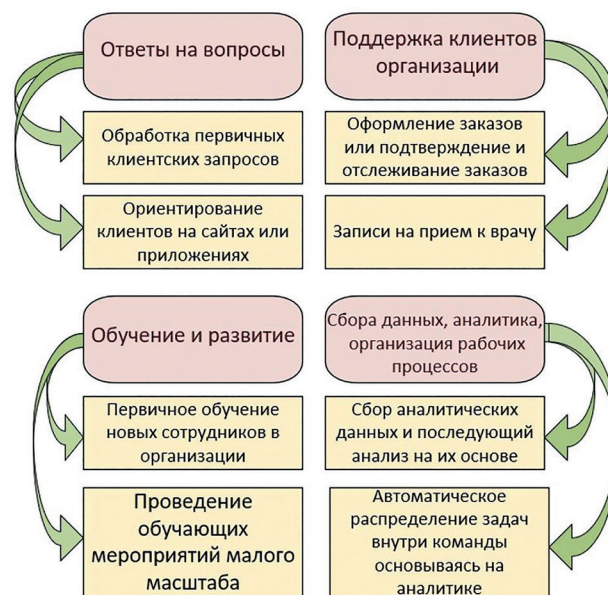 Ответы на вопросы
Поддержка клиентов
организации
Обработка первичных
клиентских запросов
Оформление заказов
или подтверждение и
отслеживание заказов
Ориентирование
клиентов на сайтах или
приложениях
Записи на прием к врачу
Обучение и развитие
Сбора данных, аналитика,
организация рабочих
процессов
Первичное обучение
новых сотрудников в
организации
Сбор аналитических
данных и последующий
анализ на их основе
Проведение
обучающих
мероприятий малого
масштаба
Автоматическое
распределение задач
внутри команды
основываясь на
аналитике